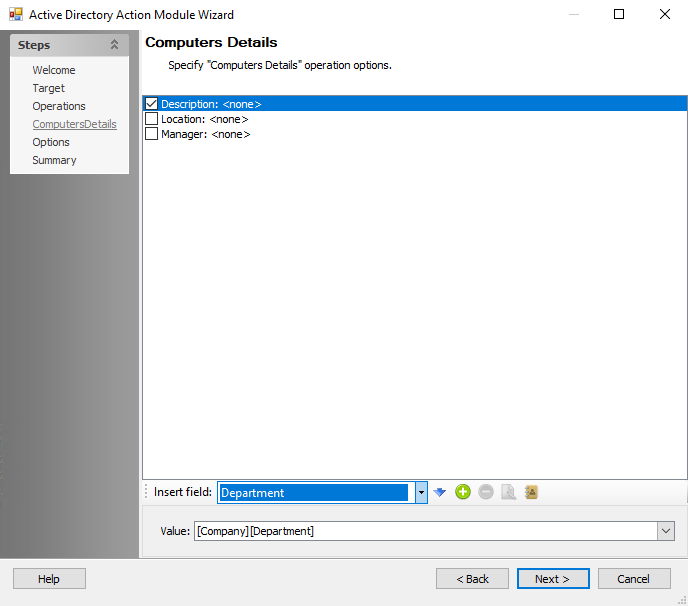 Active Directory Action Module Wizard
Steps
Welcome
Target
Operations
ComputersDetails
Options
Summary
Computers Details
Specify "Computers Details" operation options.
Description: <none>
Location: <none>
Manager: <none>
Insert field: Department
Value: [Company][Department]
Help
< Back
Next >
Cancel